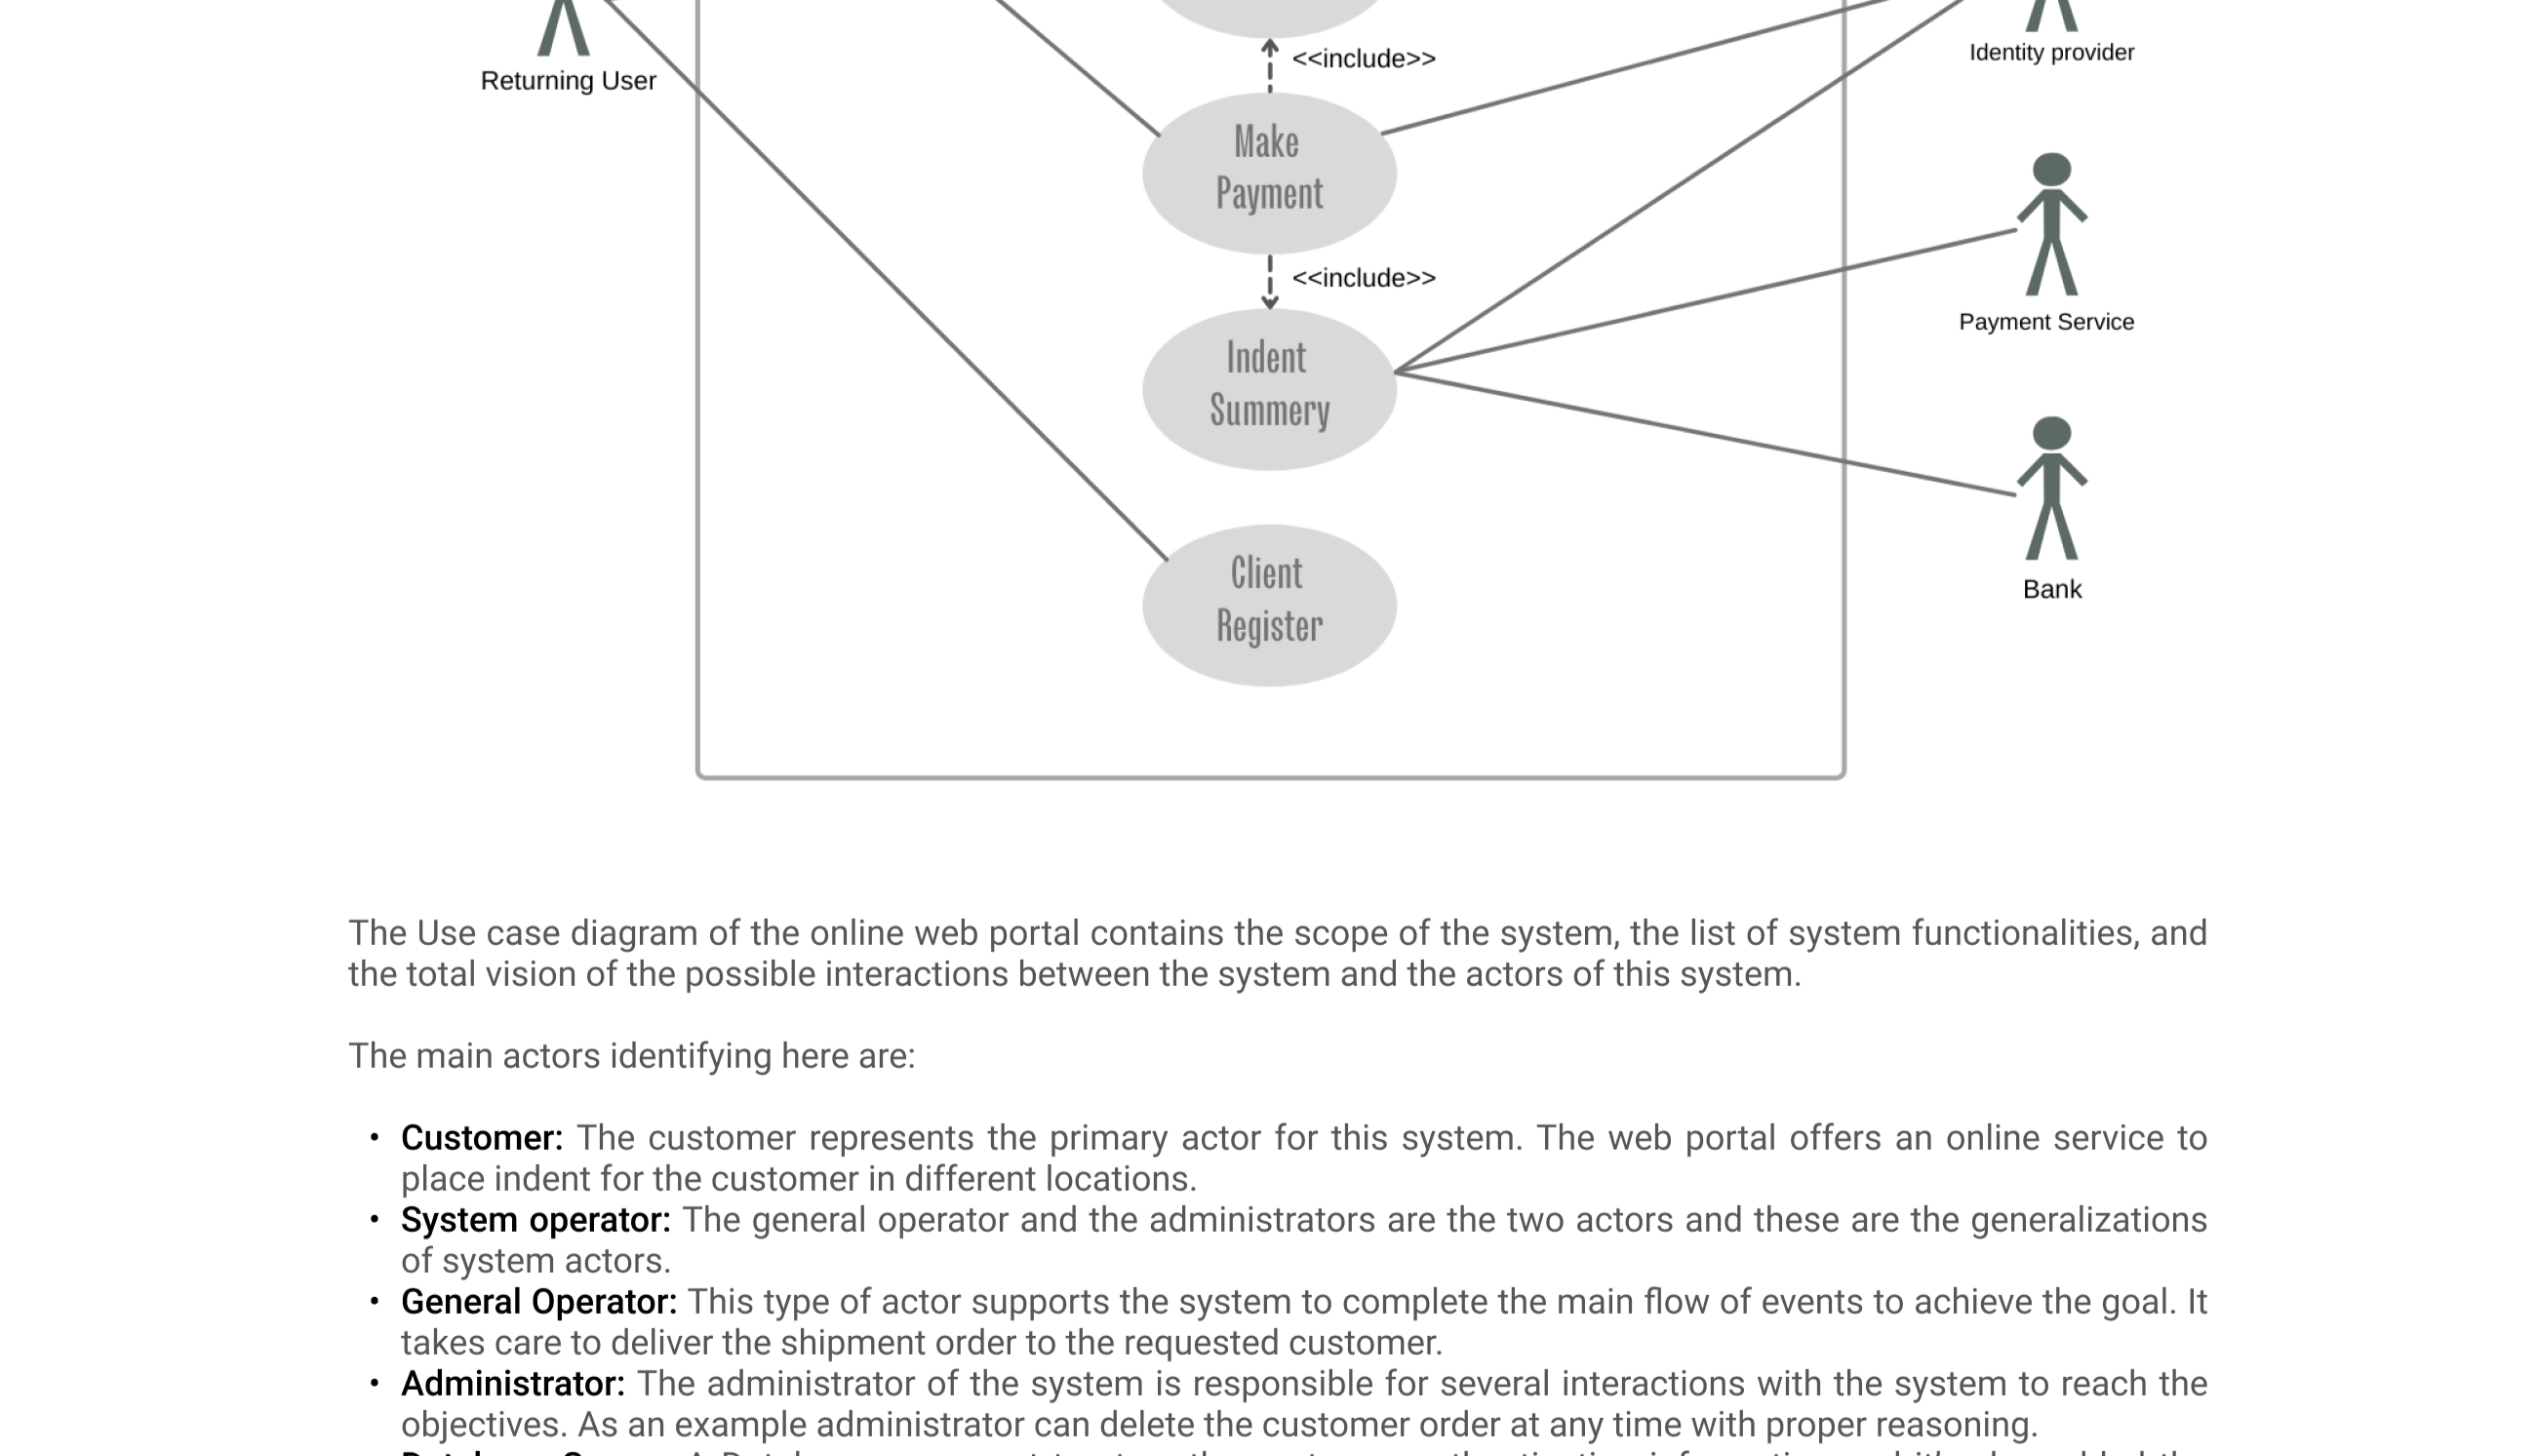 Returning User
<<include>>
Identity provider
Make
Payment
<<include>>
Payment Service
Indent
Summery
Client
Register
Bank
The Use case diagram of the online web portal contains the scope of the system, the list of system functionalities, and
the total vision of the possible interactions between the system and the actors of this system.
The main actors identifying here are:
• Customer: The customer represents the primary actor for this system. The web portal offers an online service to
place indent for the customer in different locations.
• System operator: The general operator and the administrators are the two actors and these are the generalizations
of system actors.
• General Operator: This type of actor supports the system to complete the main flow of events to achieve the goal. It
takes care to deliver the shipment order to the requested customer.
• Administrator: The administrator of the system is responsible for several interactions with the system to reach the
objectives. As an example administrator can delete the customer order at any time with proper reasoning.